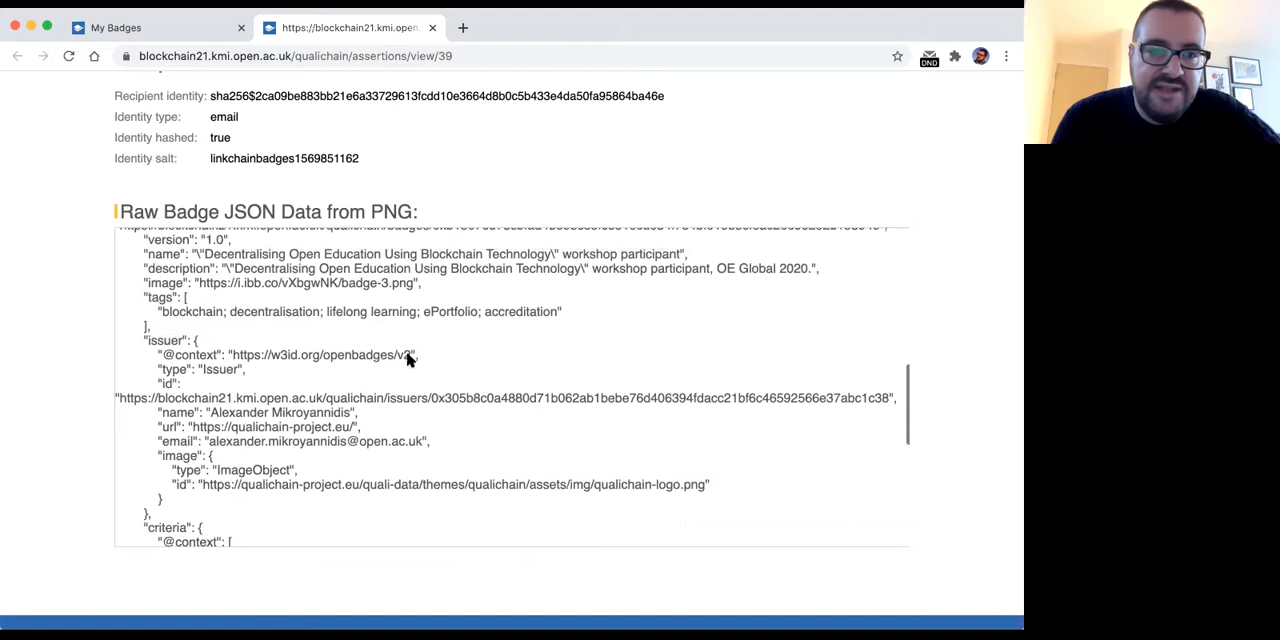 My Badges
https://blockchain21.kmi.open.
blockchain21.kmi.open.ac.uk/qualichain/assertions/view/39
DND
Recipient identity: sha256$2ca09be883bb21e6a33729613fcdd10e3664d8b0c5b433e4da50fa95864ba46e
Identity type: email
Identity hashed: true
Identity salt: linkchainbadges1569851162
Raw Badge JSON Data from PNG:
"version": "1.0",
"name": "\"Decentralising Open Education Using Blockchain Technology\" workshop participant",
"description": "\"Decentralising Open Education Using Blockchain Technology\" workshop participant, OE Global 2020.",
"image": "https://i.ibb.co/vXbgwNK/badge-3.png",
"tags": [
"blockchain; decentralisation; lifelong learning; ePortfolio; accreditation"
],
"issuer": {
"@context": "https://w3id.org/openbadges/v2",
"type": "Issuer",
"id":
"https://blockchain21.kmi.open.ac.uk/qualichain/issuers/0x305b8c0a4880d71b062ab1bebe76d406394fdacc21bf6c46592566e37abc1c38",
"name": "Alexander Mikroyannidis",
"url": "https://qualichain-project.eu/",
"email": "alexander.mikroyannidis@open.ac.uk",
"image": {
"type": "ImageObject",
"id": "https://qualichain-project.eu/quali-data/themes/qualichain/assets/img/qualichain-logo.png"
}
},
"criteria": {
"@context": [